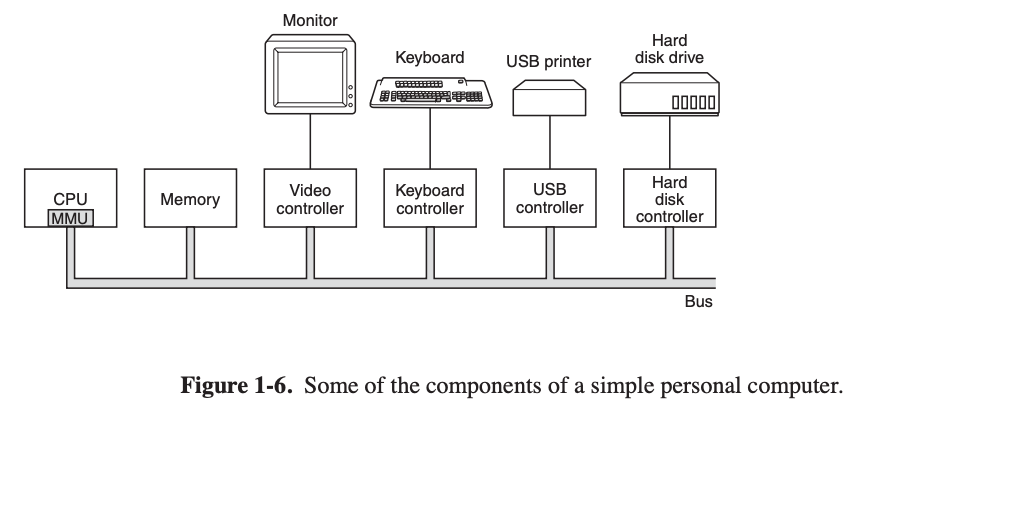 Monitor
Keyboard
USB printer
Hard
disk drive
CPU
MMU
Memory
Video
controller
Keyboard
controller
USB
controller
Hard
disk
controller
Bus
Figure 1-6. Some of the components of a simple personal computer.